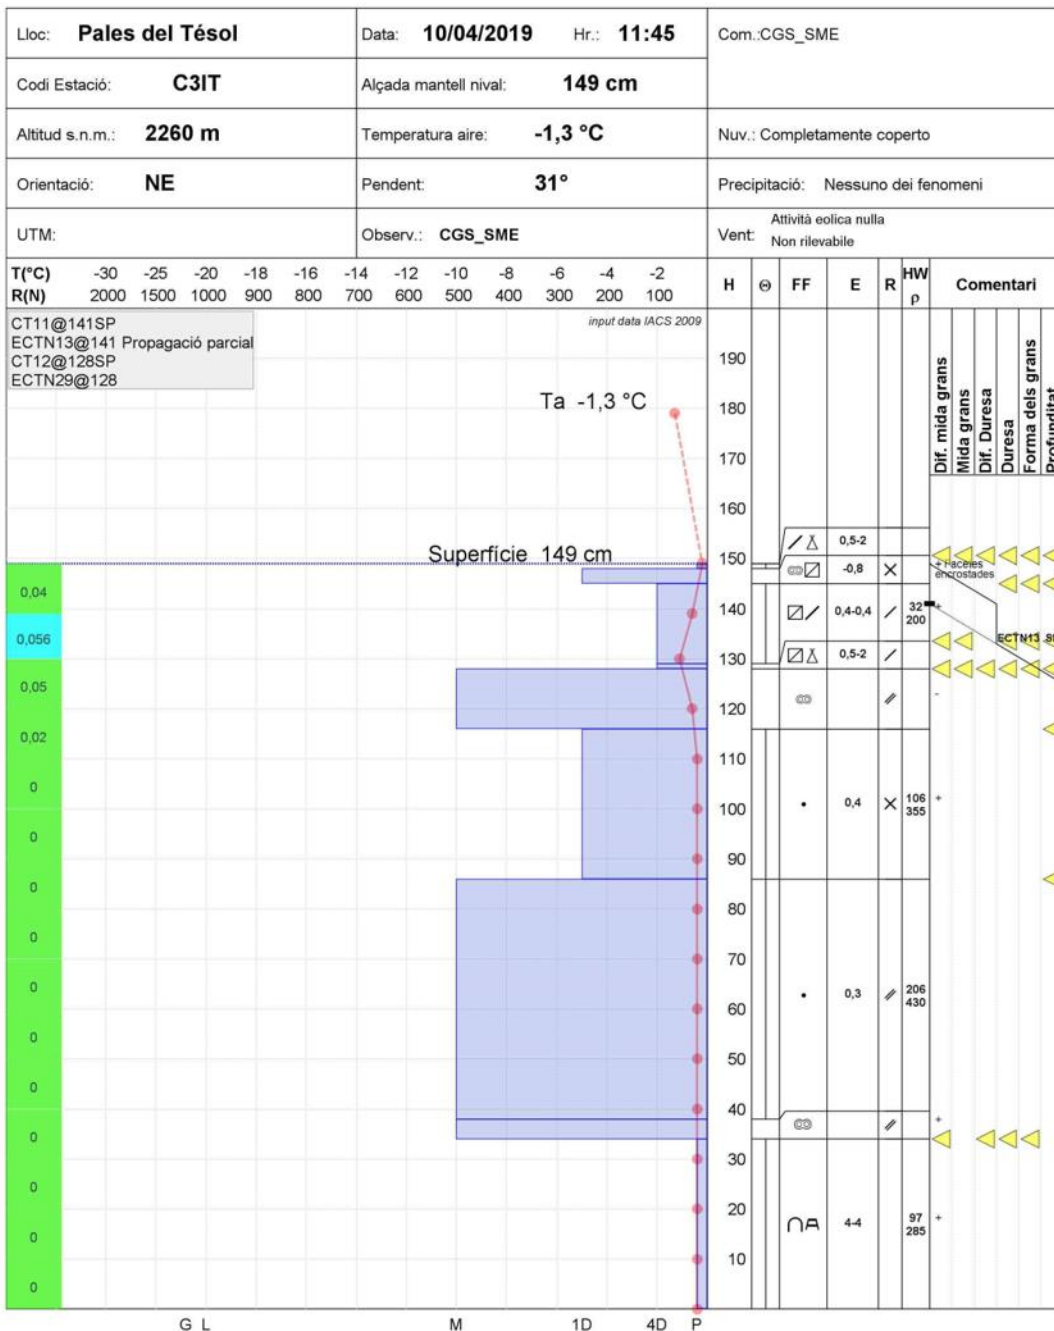 Lloc: Pales del Tésol Data: 10/04/2019 Hr.: 11:45 Com.:CGS_SME
Codi Estació: C3IT Alçada mantell nival: 149 cm
Altitud s.n.m.: 2260 m Temperatura aire: -1,3 °C Nuv.: Completamente coperto
Orientació: NE Pendent: 31° Precipitació: Nessuno dei fenomeni
UTM: Observ.: CGS_SME Vent: Attività eolica nulla
Non rilevabile
T(°C) -30 -25 -20 -18 -16 -14 -12 -10 -8 -6 -4 -2
R(N) 2000 1500 1000 900 800 700 600 500 400 300 200 100
H Θ FF E R HW ρ Comentari
CT11@141SP
ECTN13@141 Propagació parcial
CT12@128SP
ECTN29@128
input data IACS 2009
Dif. mida grans
Mida grans
Dif. Duresa
Duresa
Forma dels grans
Profunditat
190
Ta -1,3 °C
180
170
160
0,5-2
Superfície 149 cm 150
-0,8
+ Facetes
encrostades
0,04
140 0,4-0,4 32 +
200
0,056
ECTN13
130 0,5-2
0,05
120 -
0,02
110
0
100 0,4 106 +
355
0
90
0
80
0
70
0
60 0,3 206
430
0
50
0
40 +
0
30
0
20 4-4 97 +
285
0
10
0
G L M 1D 4D P